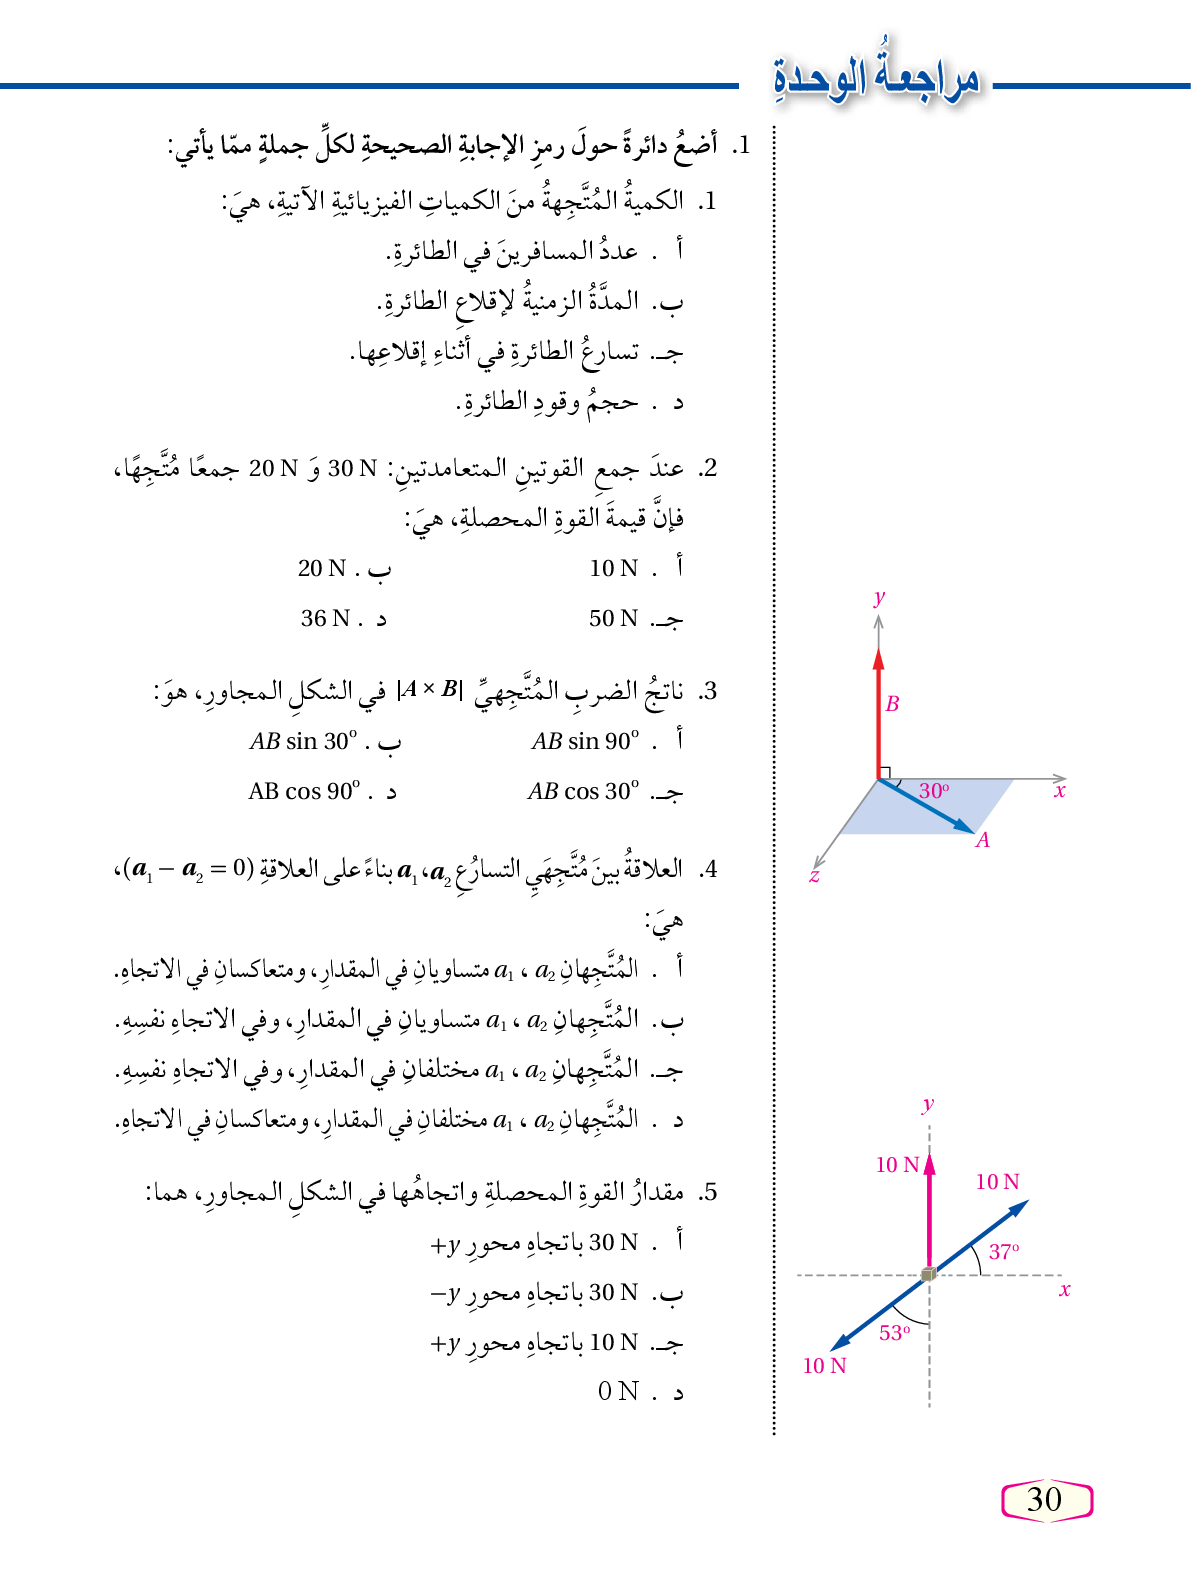 مراجعةُ الوحدةِ
1. أضعُ دائرةً حولَ رمزِ الإجابةِ الصحيحةِ لكلِّ جملةٍ ممّا يأتي:
1. الكميةُ المُتَّجِهةُ منَ الكمياتِ الفيزيائيةِ الآتيةِ، هيَ:
أ . عددُ المسافرينَ في الطائرةِ.
ب. المدَّةُ الزمنيةُ لإقلاعِ الطائرةِ.
جـ. تسارعُ الطائرةِ في أثناءِ إقلاعِها.
د . حجمُ وقودِ الطائرةِ.
2. عندَ جمعِ القوتينِ المتعامدتينِ: 30 N وَ 20 N جمعًا مُتَّجِهًا،
فإنَّ قيمةَ القوةِ المحصلةِ، هيَ:
أ . 10 N ب . 20 N
جـ. 50 N د . 36 N
3. ناتجُ الضربِ المُتَّجِهيِّ |A × B| في الشكلِ المجاورِ، هوَ:
أ . AB sin 90° ب . AB sin 30°
جـ. AB cos 30° د . AB cos 90°
y
B
30°
x
A
z
4. العلاقةُ بينَ مُتَّجِهَيِ التسارُعِ a₁،a₂ بناءً على العلاقةِ (a₁ − a₂ = 0)،
هيَ:
أ . المُتَّجِهانِ a₁ ، a₂ متساويانِ في المقدارِ، ومتعاكسانِ في الاتجاهِ.
ب. المُتَّجِهانِ a₁ ، a₂ متساويانِ في المقدارِ، وفي الاتجاهِ نفسِهِ.
جـ. المُتَّجِهانِ a₁ ، a₂ مختلفانِ في المقدارِ، وفي الاتجاهِ نفسِهِ.
د . المُتَّجِهانِ a₁ ، a₂ مختلفانِ في المقدارِ، ومتعاكسانِ في الاتجاهِ.
5. مقدارُ القوةِ المحصلةِ واتجاهُها في الشكلِ المجاورِ، هما:
أ . 30 N باتجاهِ محورِ +y
ب. 30 N باتجاهِ محورِ −y
جـ. 10 N باتجاهِ محورِ +y
د . 0 N
y
10 N
10 N
37°
x
53°
10 N
30